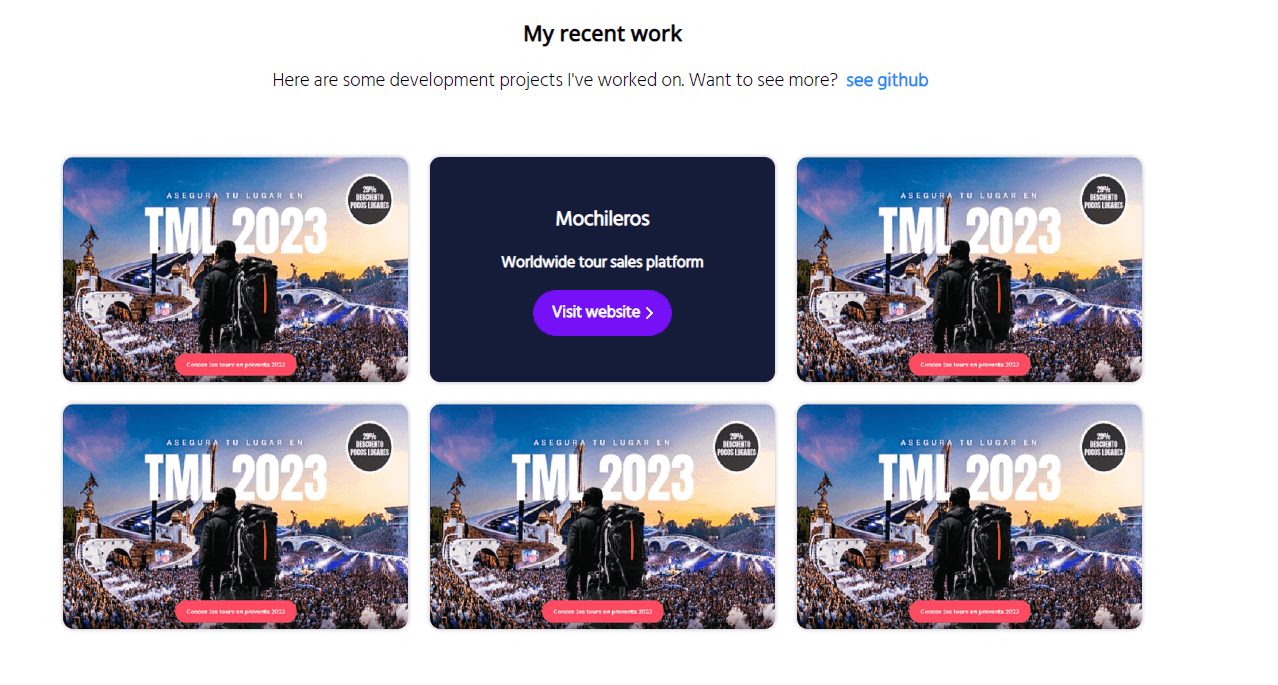 My recent work
Here are some development projects I've worked on. Want to see more? see github
ASEGURA TU LUGAR EN
TML 2023
29%
DESCUENTO
POCOS LUGARES
Conoce los tours en preventa 2023
Mochileros
Worldwide tour sales platform
Visit website >
ASEGURA TU LUGAR EN
TML 2023
29%
DESCUENTO
POCOS LUGARES
Conoce los tours en preventa 2023
ASEGURA TU LUGAR EN
TML 2023
29%
DESCUENTO
POCOS LUGARES
Conoce los tours en preventa 2023
ASEGURA TU LUGAR EN
TML 2023
29%
DESCUENTO
POCOS LUGARES
Conoce los tours en preventa 2023
ASEGURA TU LUGAR EN
TML 2023
29%
DESCUENTO
POCOS LUGARES
Conoce los tours en preventa 2023